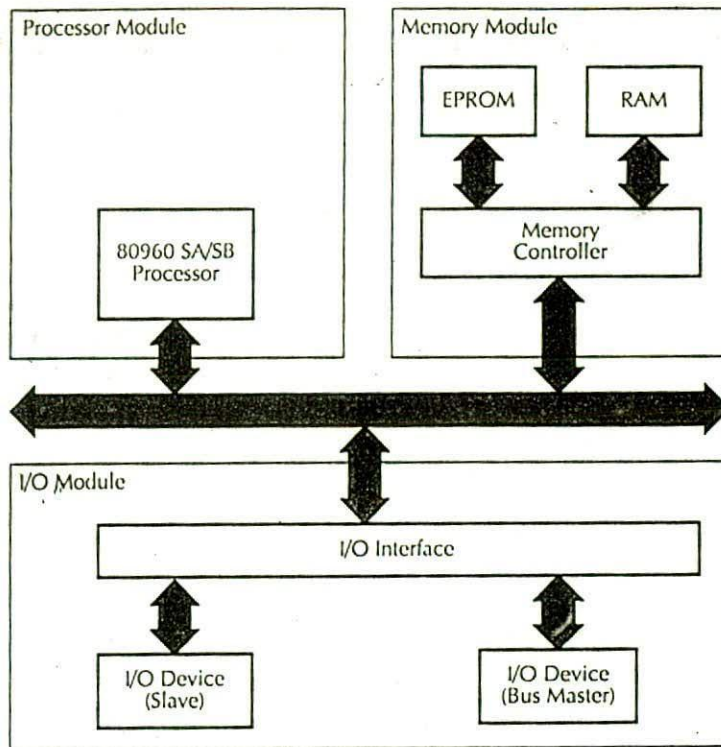 Processor Module
80960 SA/SB
Processor
Memory Module
EPROM
RAM
Memory
Controller
I/O Module
I/O Interface
I/O Device
(Slave)
I/O Device
(Bus Master)